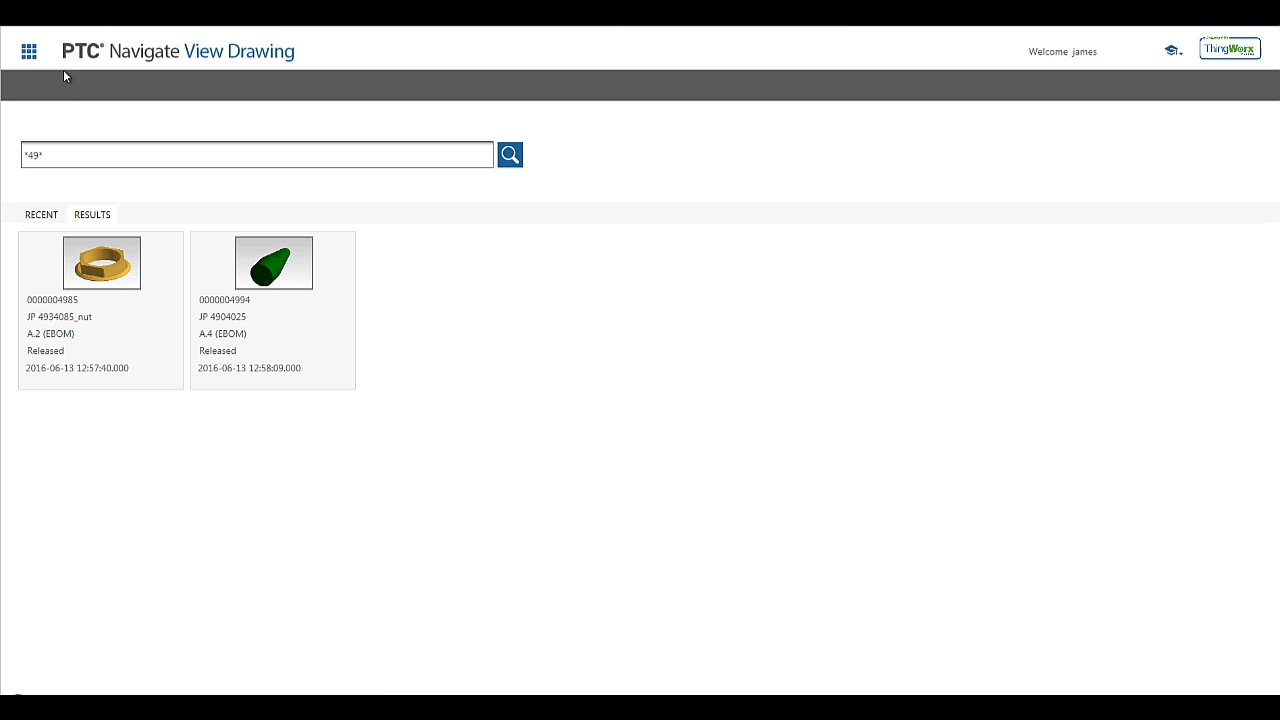 PTC® Navigate View Drawing
Welcome james
ThingWorx
*49*
RECENT
RESULTS
0000004985
JP 4934085_nut
A.2 (EBOM)
Released
2016-06-13 12:57:40.000
0000004994
JP 4904025
A.4 (EBOM)
Released
2016-06-13 12:58:09.000